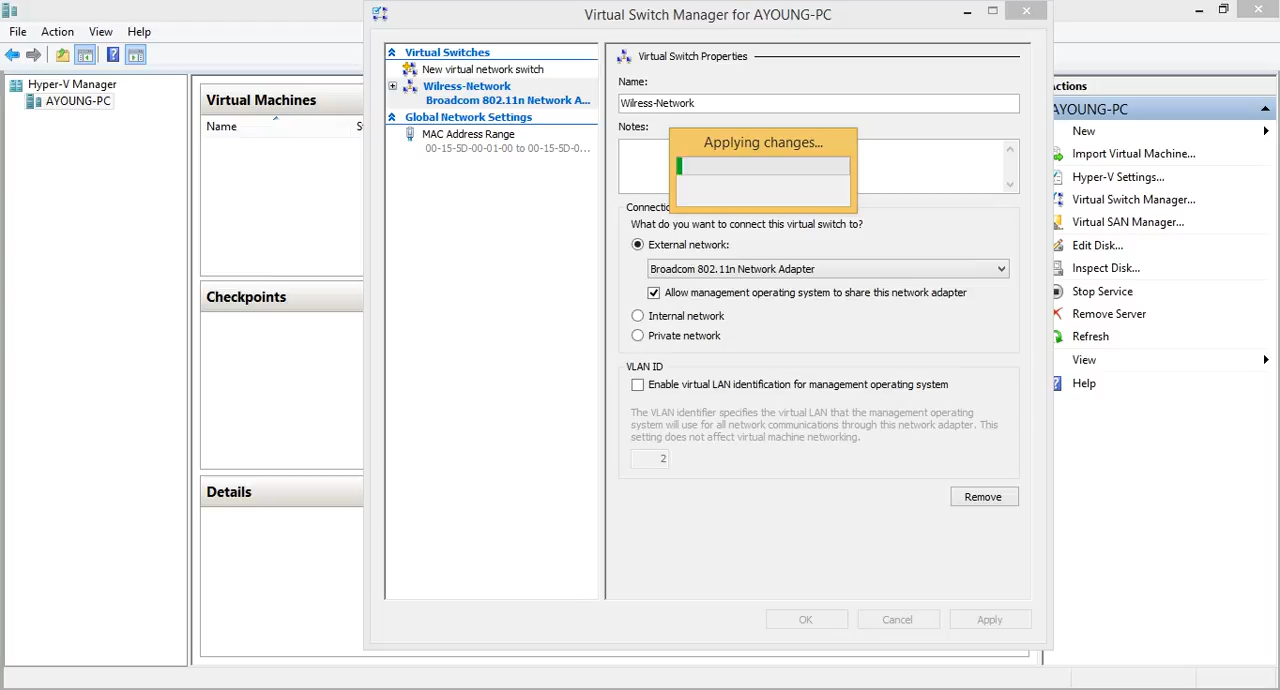 Virtual Switch Manager for AYOUNG-PC
File Action View Help
Hyper-V Manager
AYOUNG-PC
Virtual Machines
Name S
Checkpoints
Details
Virtual Switches
New virtual network switch
Wilress-Network
Broadcom 802.11n Network A...
Global Network Settings
MAC Address Range
00-15-5D-00-01-00 to 00-15-5D-0...
Virtual Switch Properties
Name:
Wilress-Network
Notes:
Applying changes...
Connectio
What do you want to connect this virtual switch to?
External network:
Broadcom 802.11n Network Adapter
Allow management operating system to share this network adapter
Internal network
Private network
VLAN ID
Enable virtual LAN identification for management operating system
The VLAN identifier specifies the virtual LAN that the management operating
system will use for all network communications through this network adapter. This
setting does not affect virtual machine networking.
2
Remove
OK Cancel Apply
ctions
AYOUNG-PC
New
Import Virtual Machine...
Hyper-V Settings...
Virtual Switch Manager...
Virtual SAN Manager...
Edit Disk...
Inspect Disk...
Stop Service
Remove Server
Refresh
View
Help